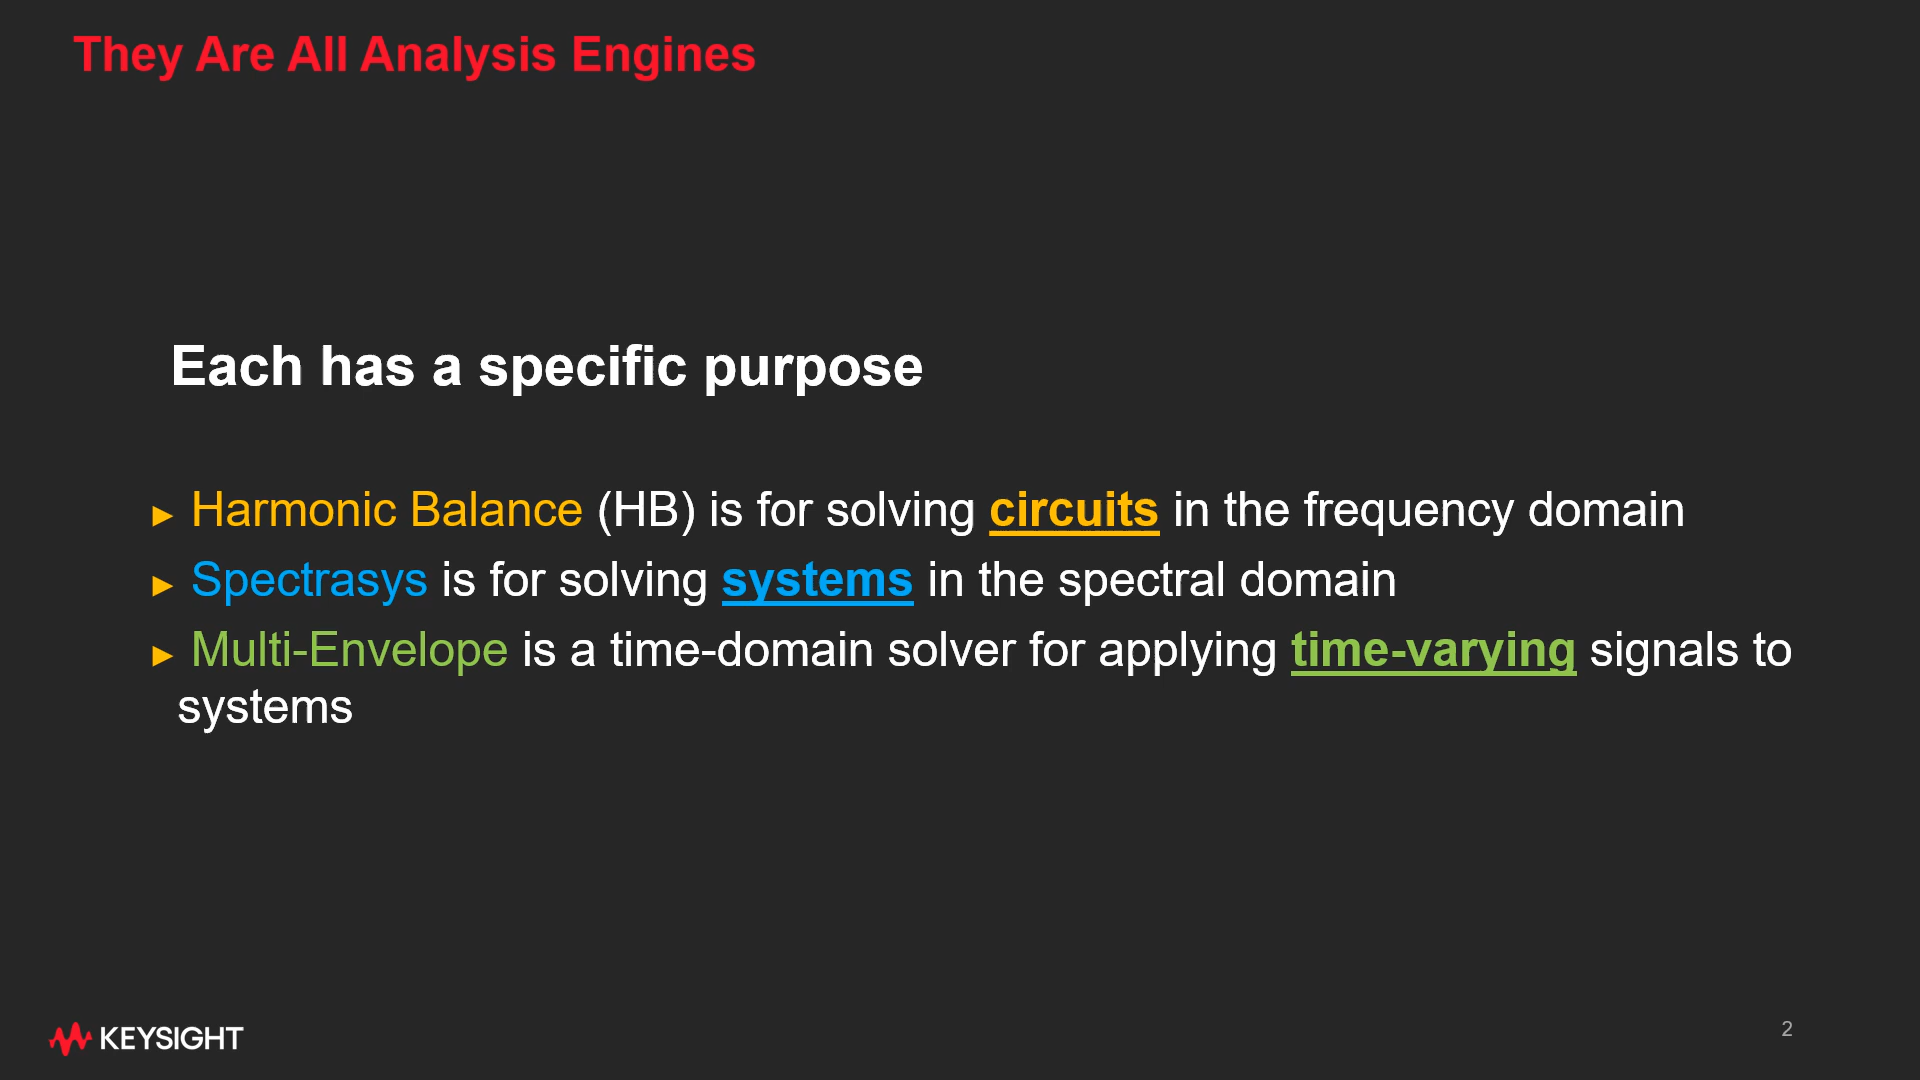 They Are All Analysis Engines
Each has a specific purpose
► Harmonic Balance (HB) is for solving circuits in the frequency domain
► Spectrasys is for solving systems in the spectral domain
► Multi-Envelope is a time-domain solver for applying time-varying signals to
systems
KEYSIGHT
2